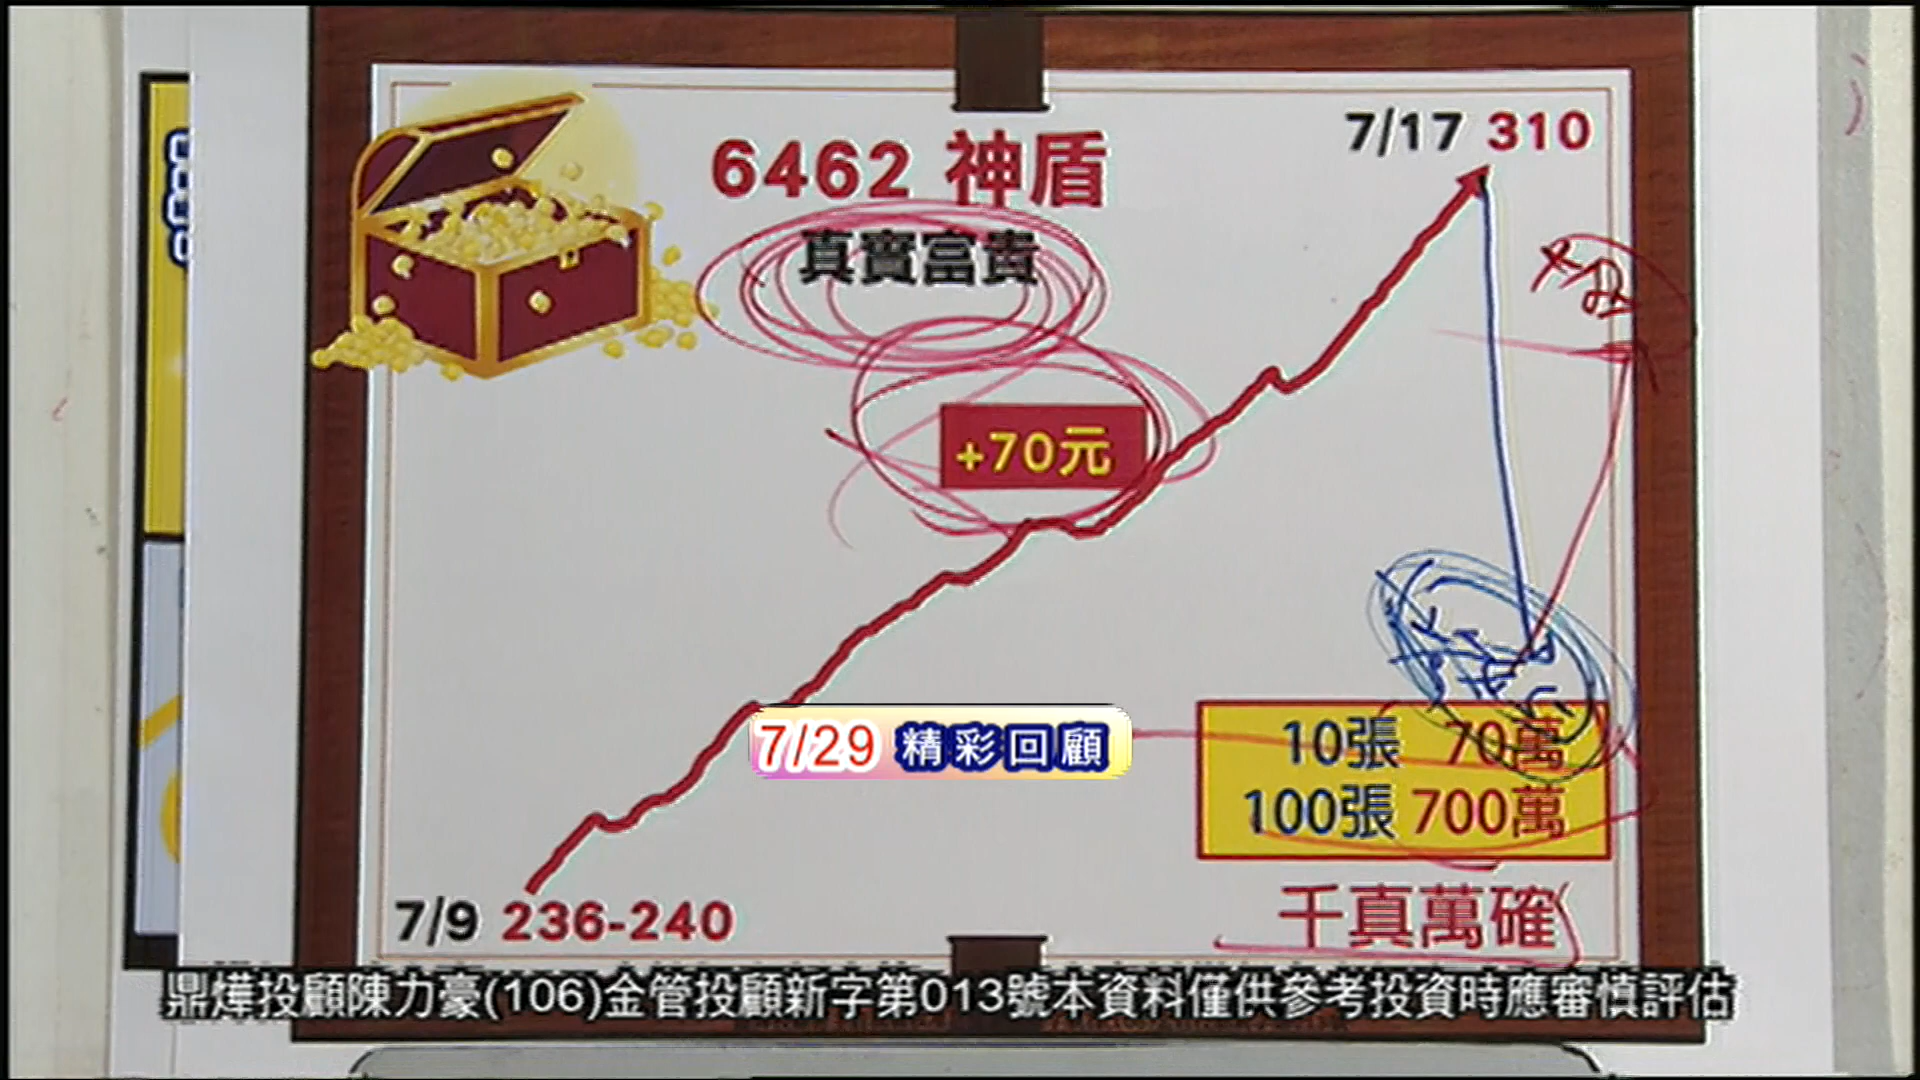 6462 神盾
真實富貴
7/17 310
+70元
7/29 精彩回顧
10張 70萬
100張 700萬
千真萬確
7/9 236-240
鼎燁投顧陳力豪(106)金管投顧新字第013號本資料僅供參考投資時應審慎評估